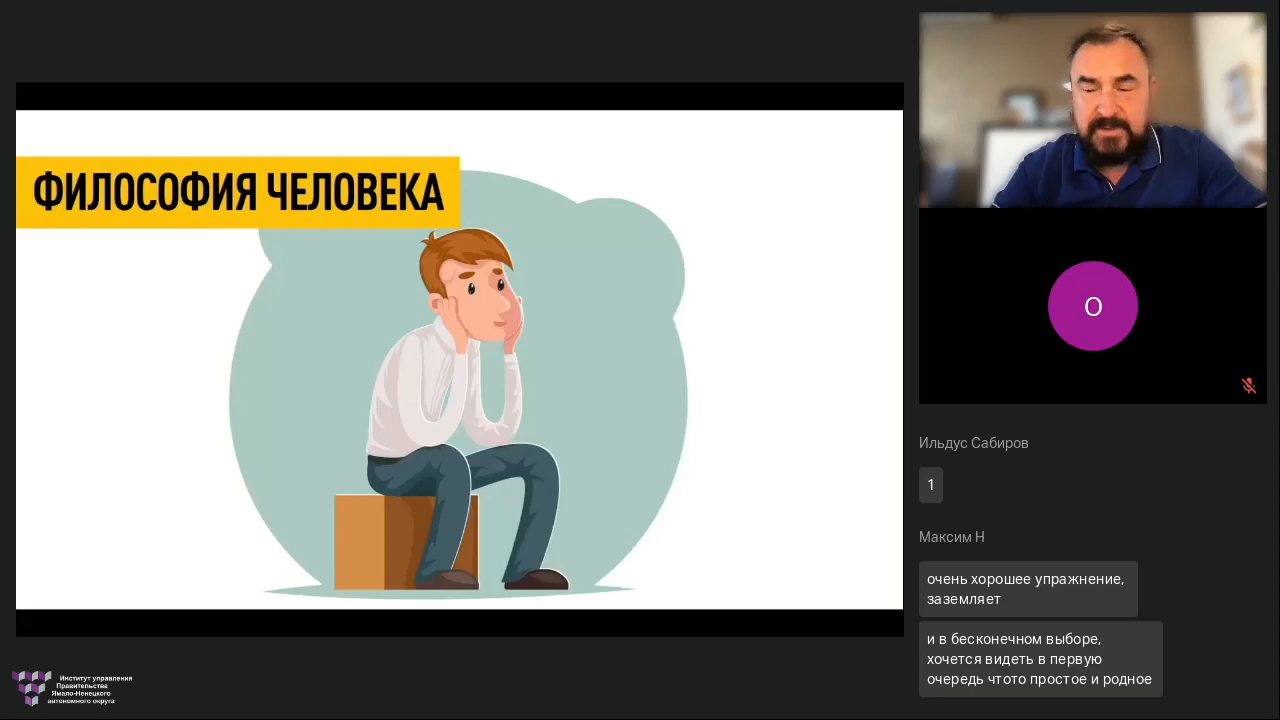 ФИЛОСОФИЯ ЧЕЛОВЕКА
О
Ильдус Сабиров
1
Максим Н
очень хорошее упражнение,
заземляет
и в бесконечном выборе,
хочется видеть в первую
очередь чтото простое и родное
Институт управления
Правительства
Ямало-Ненецкого
автономного округа